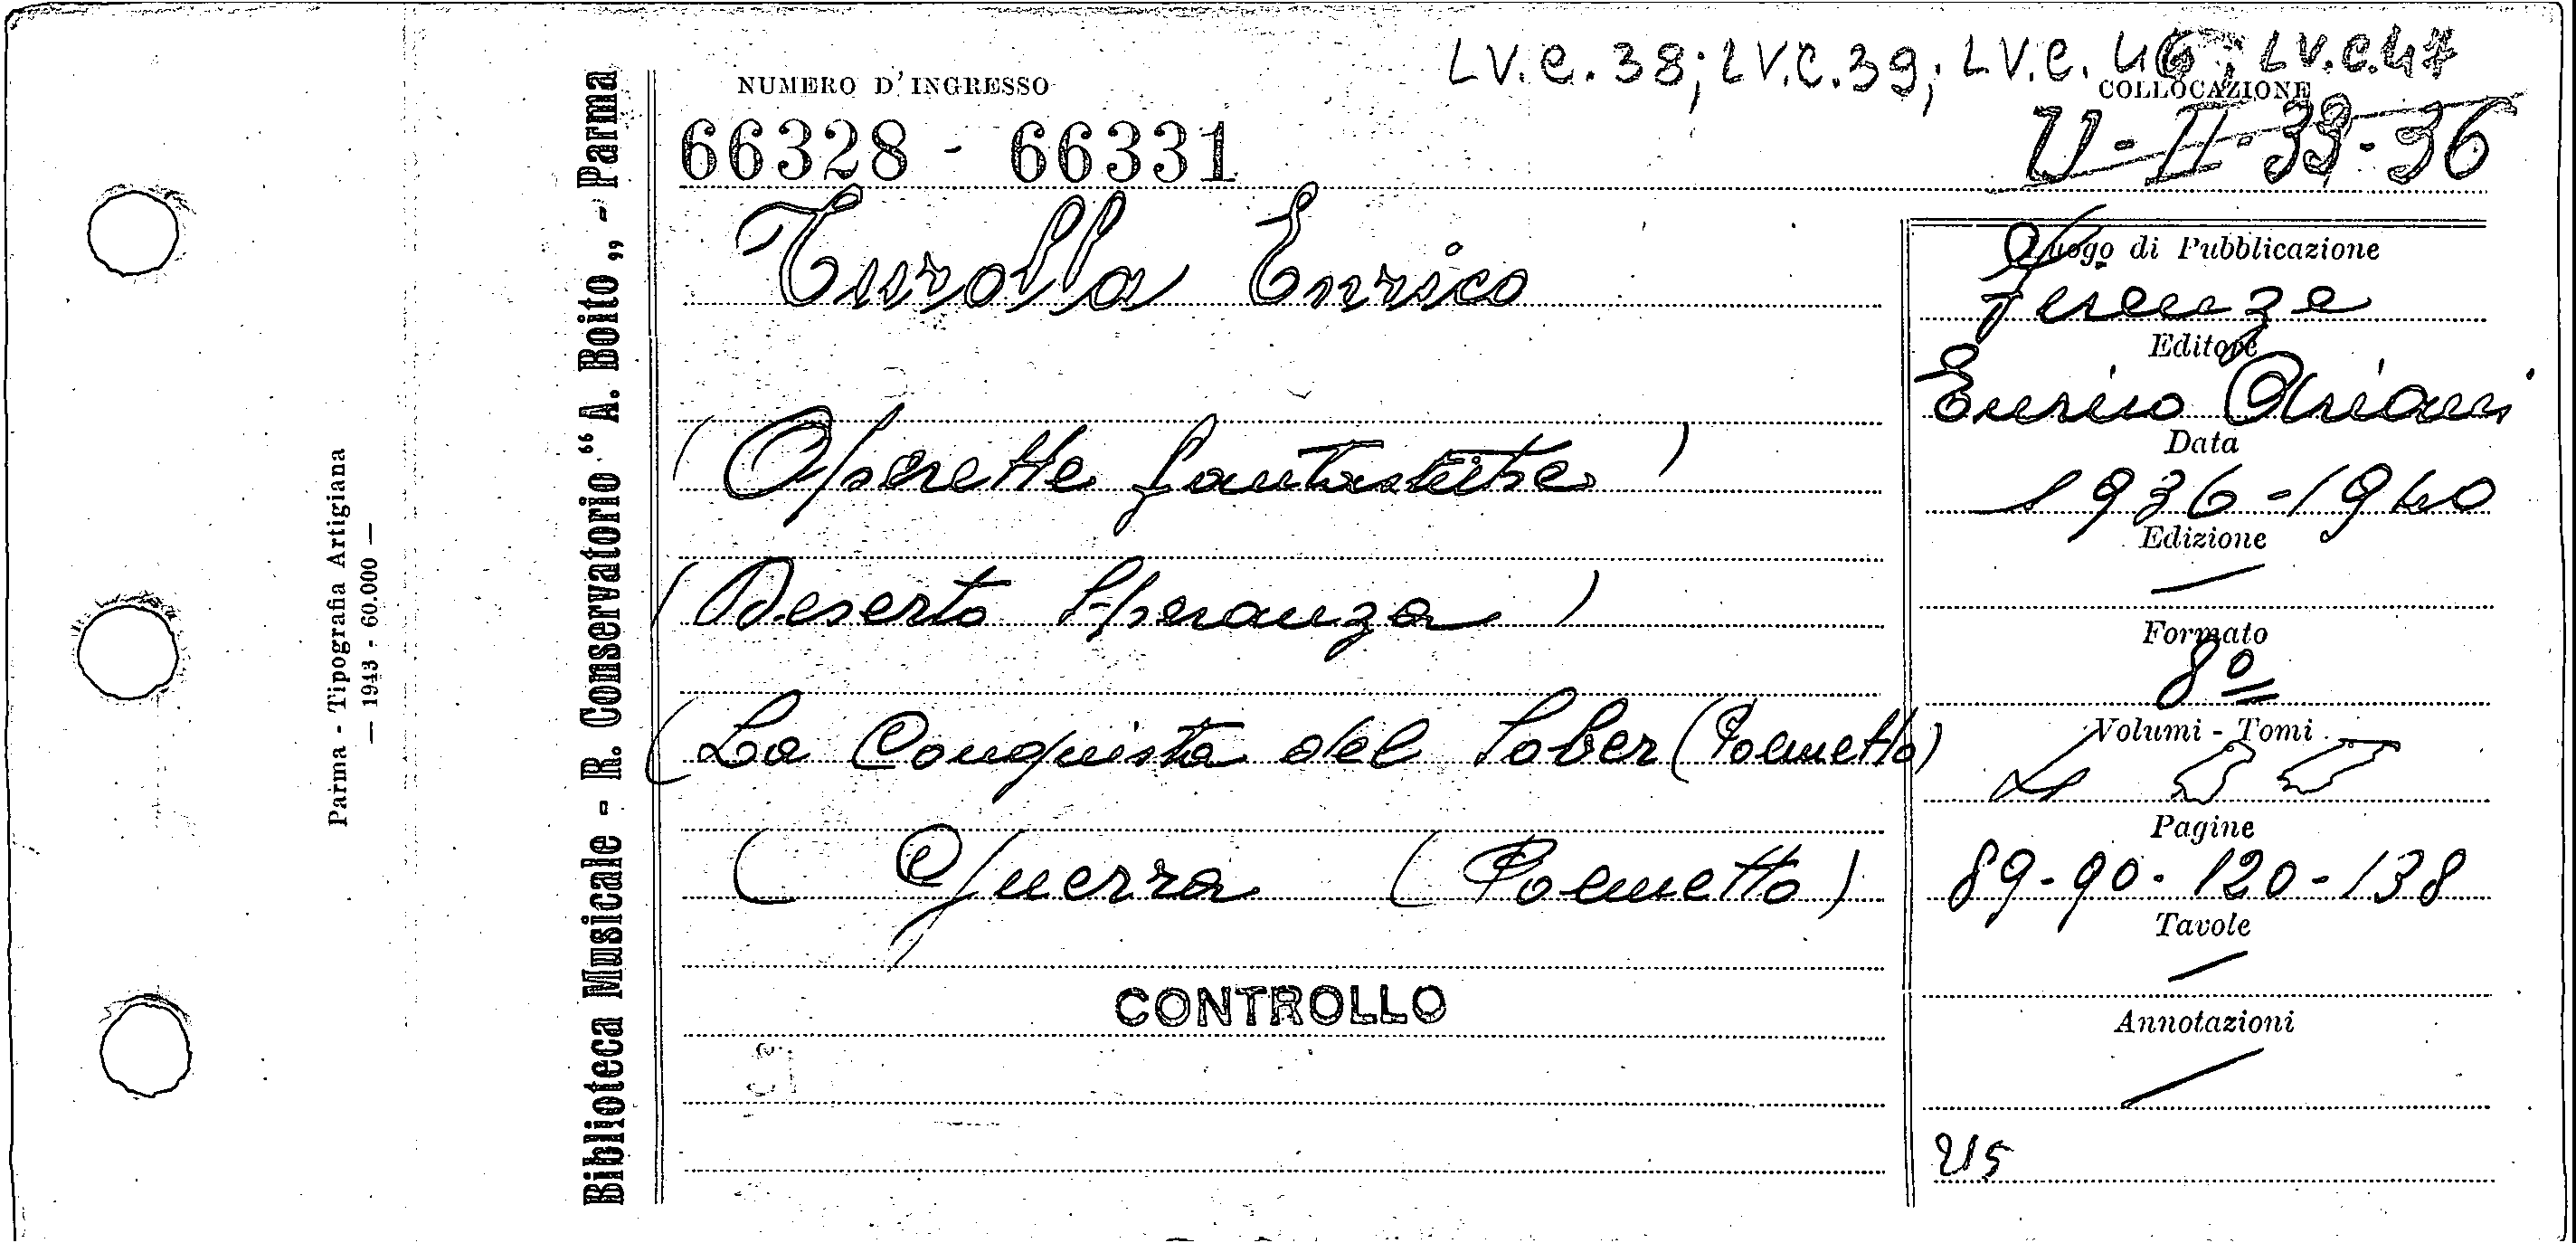 LV.C.38; LV.C.39; LV.C.46; LV.C.47
NUMERO D'INGRESSO
COLLOCAZIONE
66328 - 66331
U-II-33-36
Turolla Enrico
Luogo di Pubblicazione
Firenze
Editore
Enrico Ariani
(Operette fantastiche)
Data
1936-1940
Edizione
(Deserto Speranza)
Formato
8º
(La Conquista del Sober (Poemetto)
Volumi - Tomi
4
Pagine
(Guerra (Poemetto)
89-90-120-138
Tavole
CONTROLLO
Annotazioni
Biblioteca Musicale - R. Conservatorio "A. Boito„ - Parma
Parma - Tipografia Artigiana
— 1943 - 60.000 —